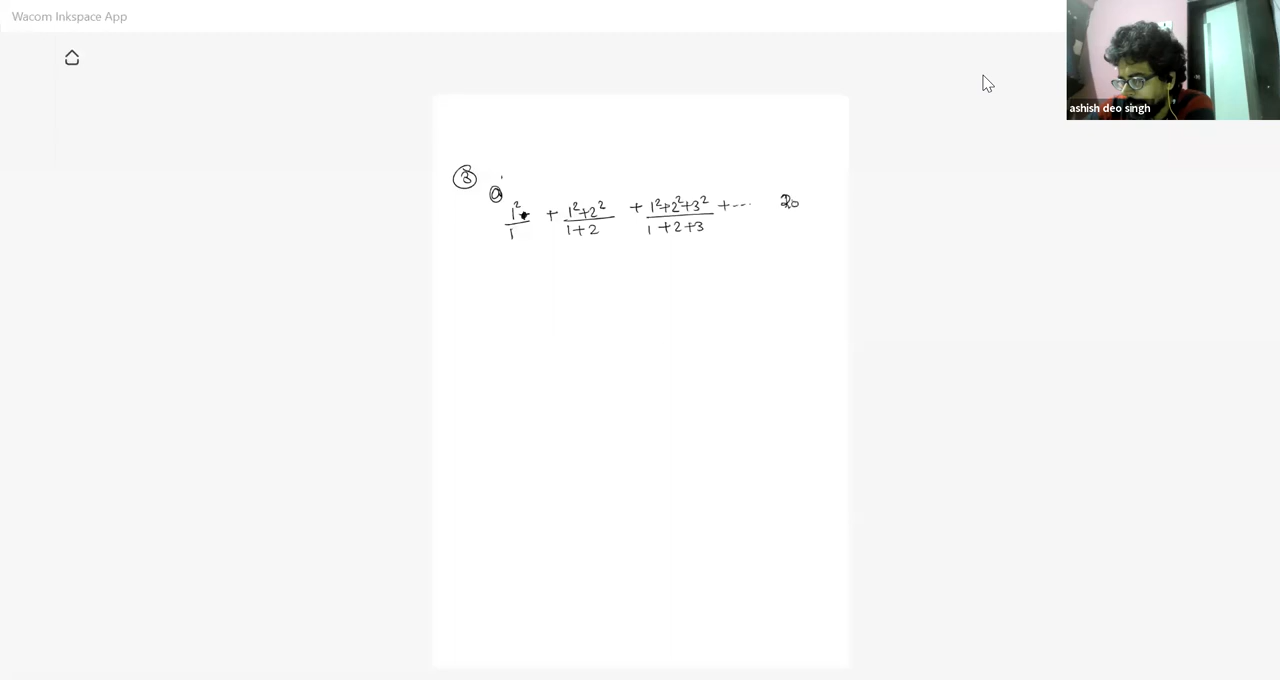 Wacom Inkspace App
ashish deo singh
③
ⓐ
1²/1 + (1²+2²)/(1+2) + (1²+2²+3²)/(1+2+3) + --- 20